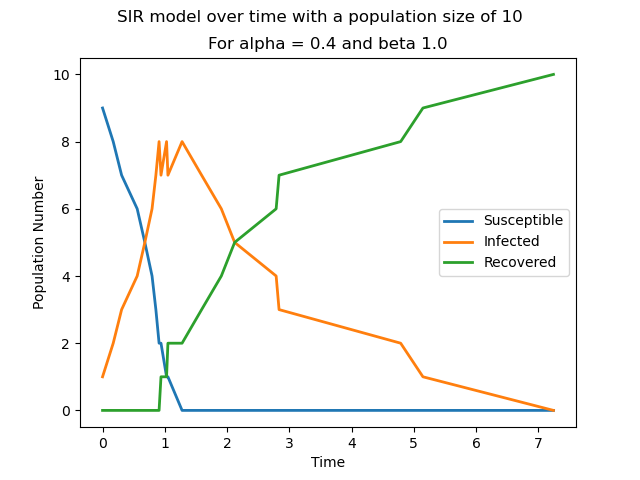 SIR model over time with a population size of 10
For alpha = 0.4 and beta 1.0
10
8
6
4
2
0
Population Number
Susceptible
Infected
Recovered
0 1 2 3 4 5 6 7
Time